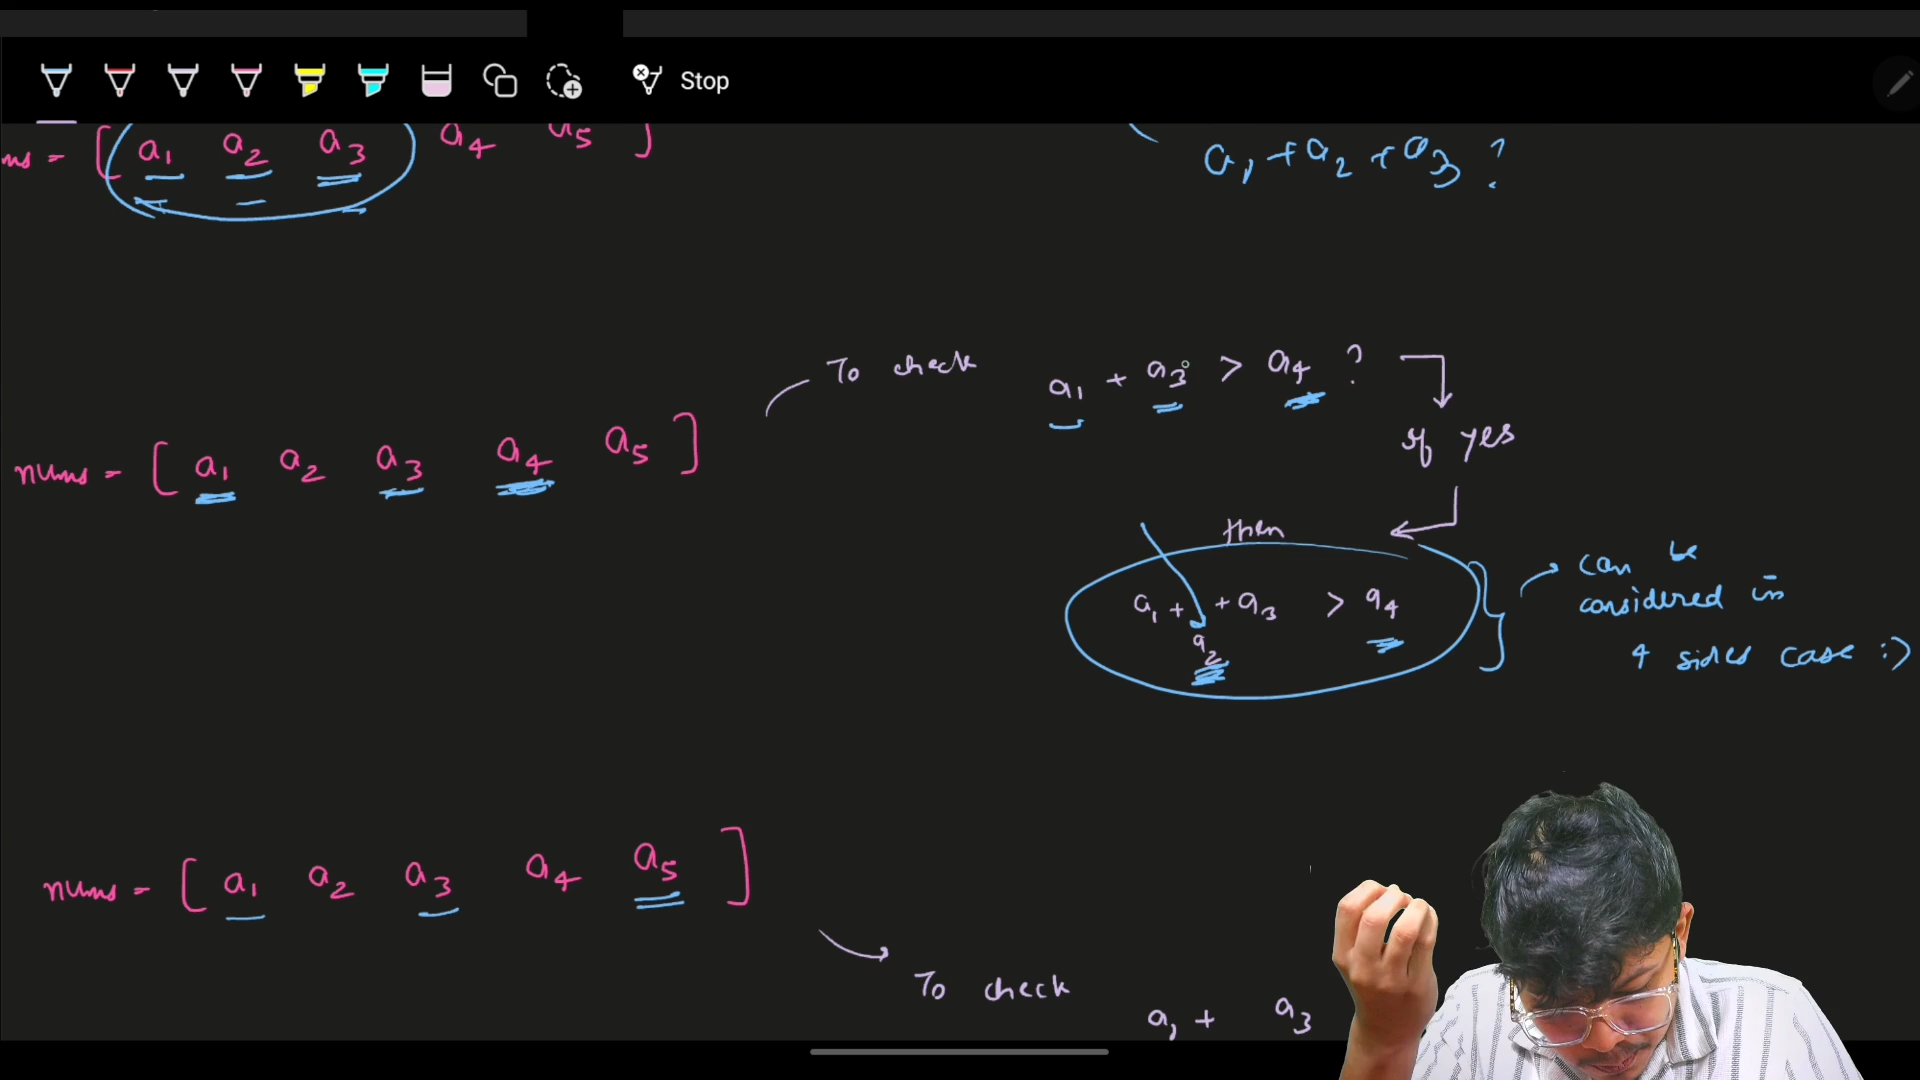 Stop
ms = [ a1 a2 a3 a4 a5 ]
a1 + a2 + a3 ?
To check a1 + a3 > a4 ?
if yes
nums = [ a1 a2 a3 a4 a5 ]
then
a1 + a2 + a3 > a4
can be
considered in
4 sides case :)
nums = [ a1 a2 a3 a4 a5 ]
To check
a1 + a3